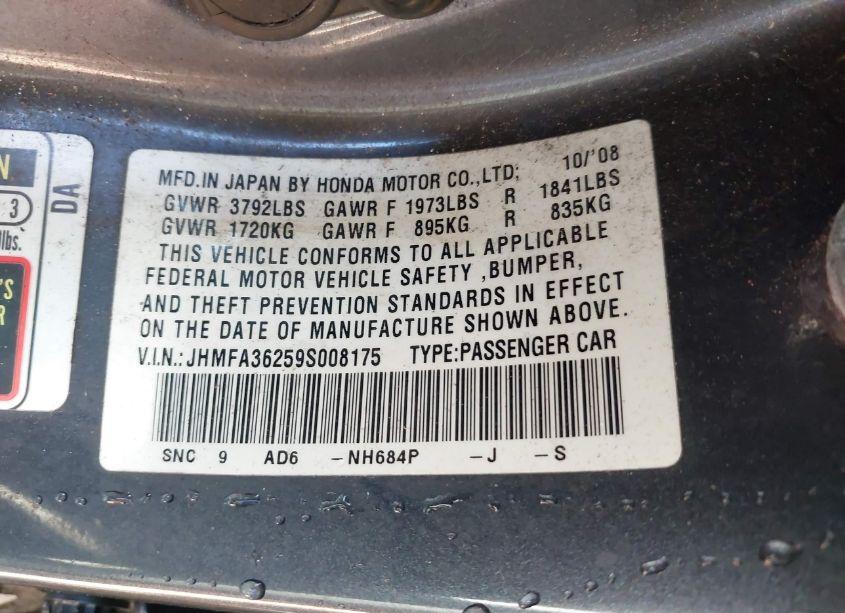 N
DA
3
lbs.
'S
R
MFD.IN JAPAN BY HONDA MOTOR CO.,LTD; 10/'08
GVWR 3792LBS GAWR F 1973LBS R 1841LBS
GVWR 1720KG GAWR F 895KG R 835KG
THIS VEHICLE CONFORMS TO ALL APPLICABLE
FEDERAL MOTOR VEHICLE SAFETY ,BUMPER,
AND THEFT PREVENTION STANDARDS IN EFFECT
ON THE DATE OF MANUFACTURE SHOWN ABOVE.
V.I.N.:JHMFA36259S008175 TYPE:PASSENGER CAR
SNC 9 AD6 -NH684P -J -S